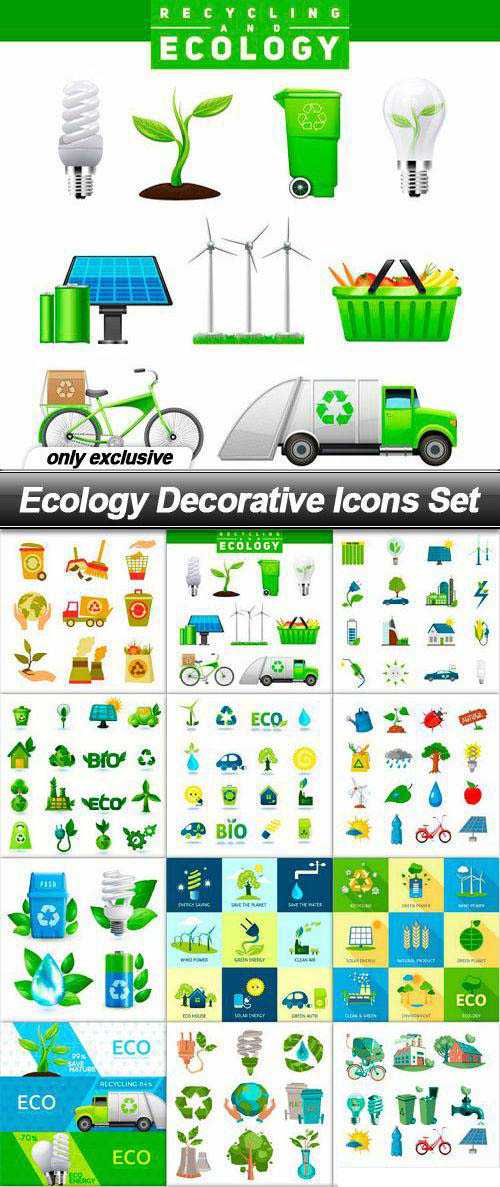 RECYCLING
AND
ECOLOGY
only exclusive
Ecology Decorative Icons Set
RECYCLING
ECOLOGY
BIO
ECO
ECO
BIO
NATURE
PUSH
ENERGY SAVING
SAVE THE PLANET
SAVE THE WATER
WIND POWER
GREEN ENERGY
CLEAN AIR
ECO HOUSE
SOLAR ENERGY
GREEN AUTO
RECYCLING
GREEN POWER
WIND POWER
SOLAR ENERGY
NATURAL PRODUCT
GREEN PLANET
CLEAN & GREEN
ENVIRONMENT
ECO
ECOLOGY
99%
SAVE
NATURE
ECO
RECYCLING 84%
ECO
-70%
ECO
ECO
ENERGY